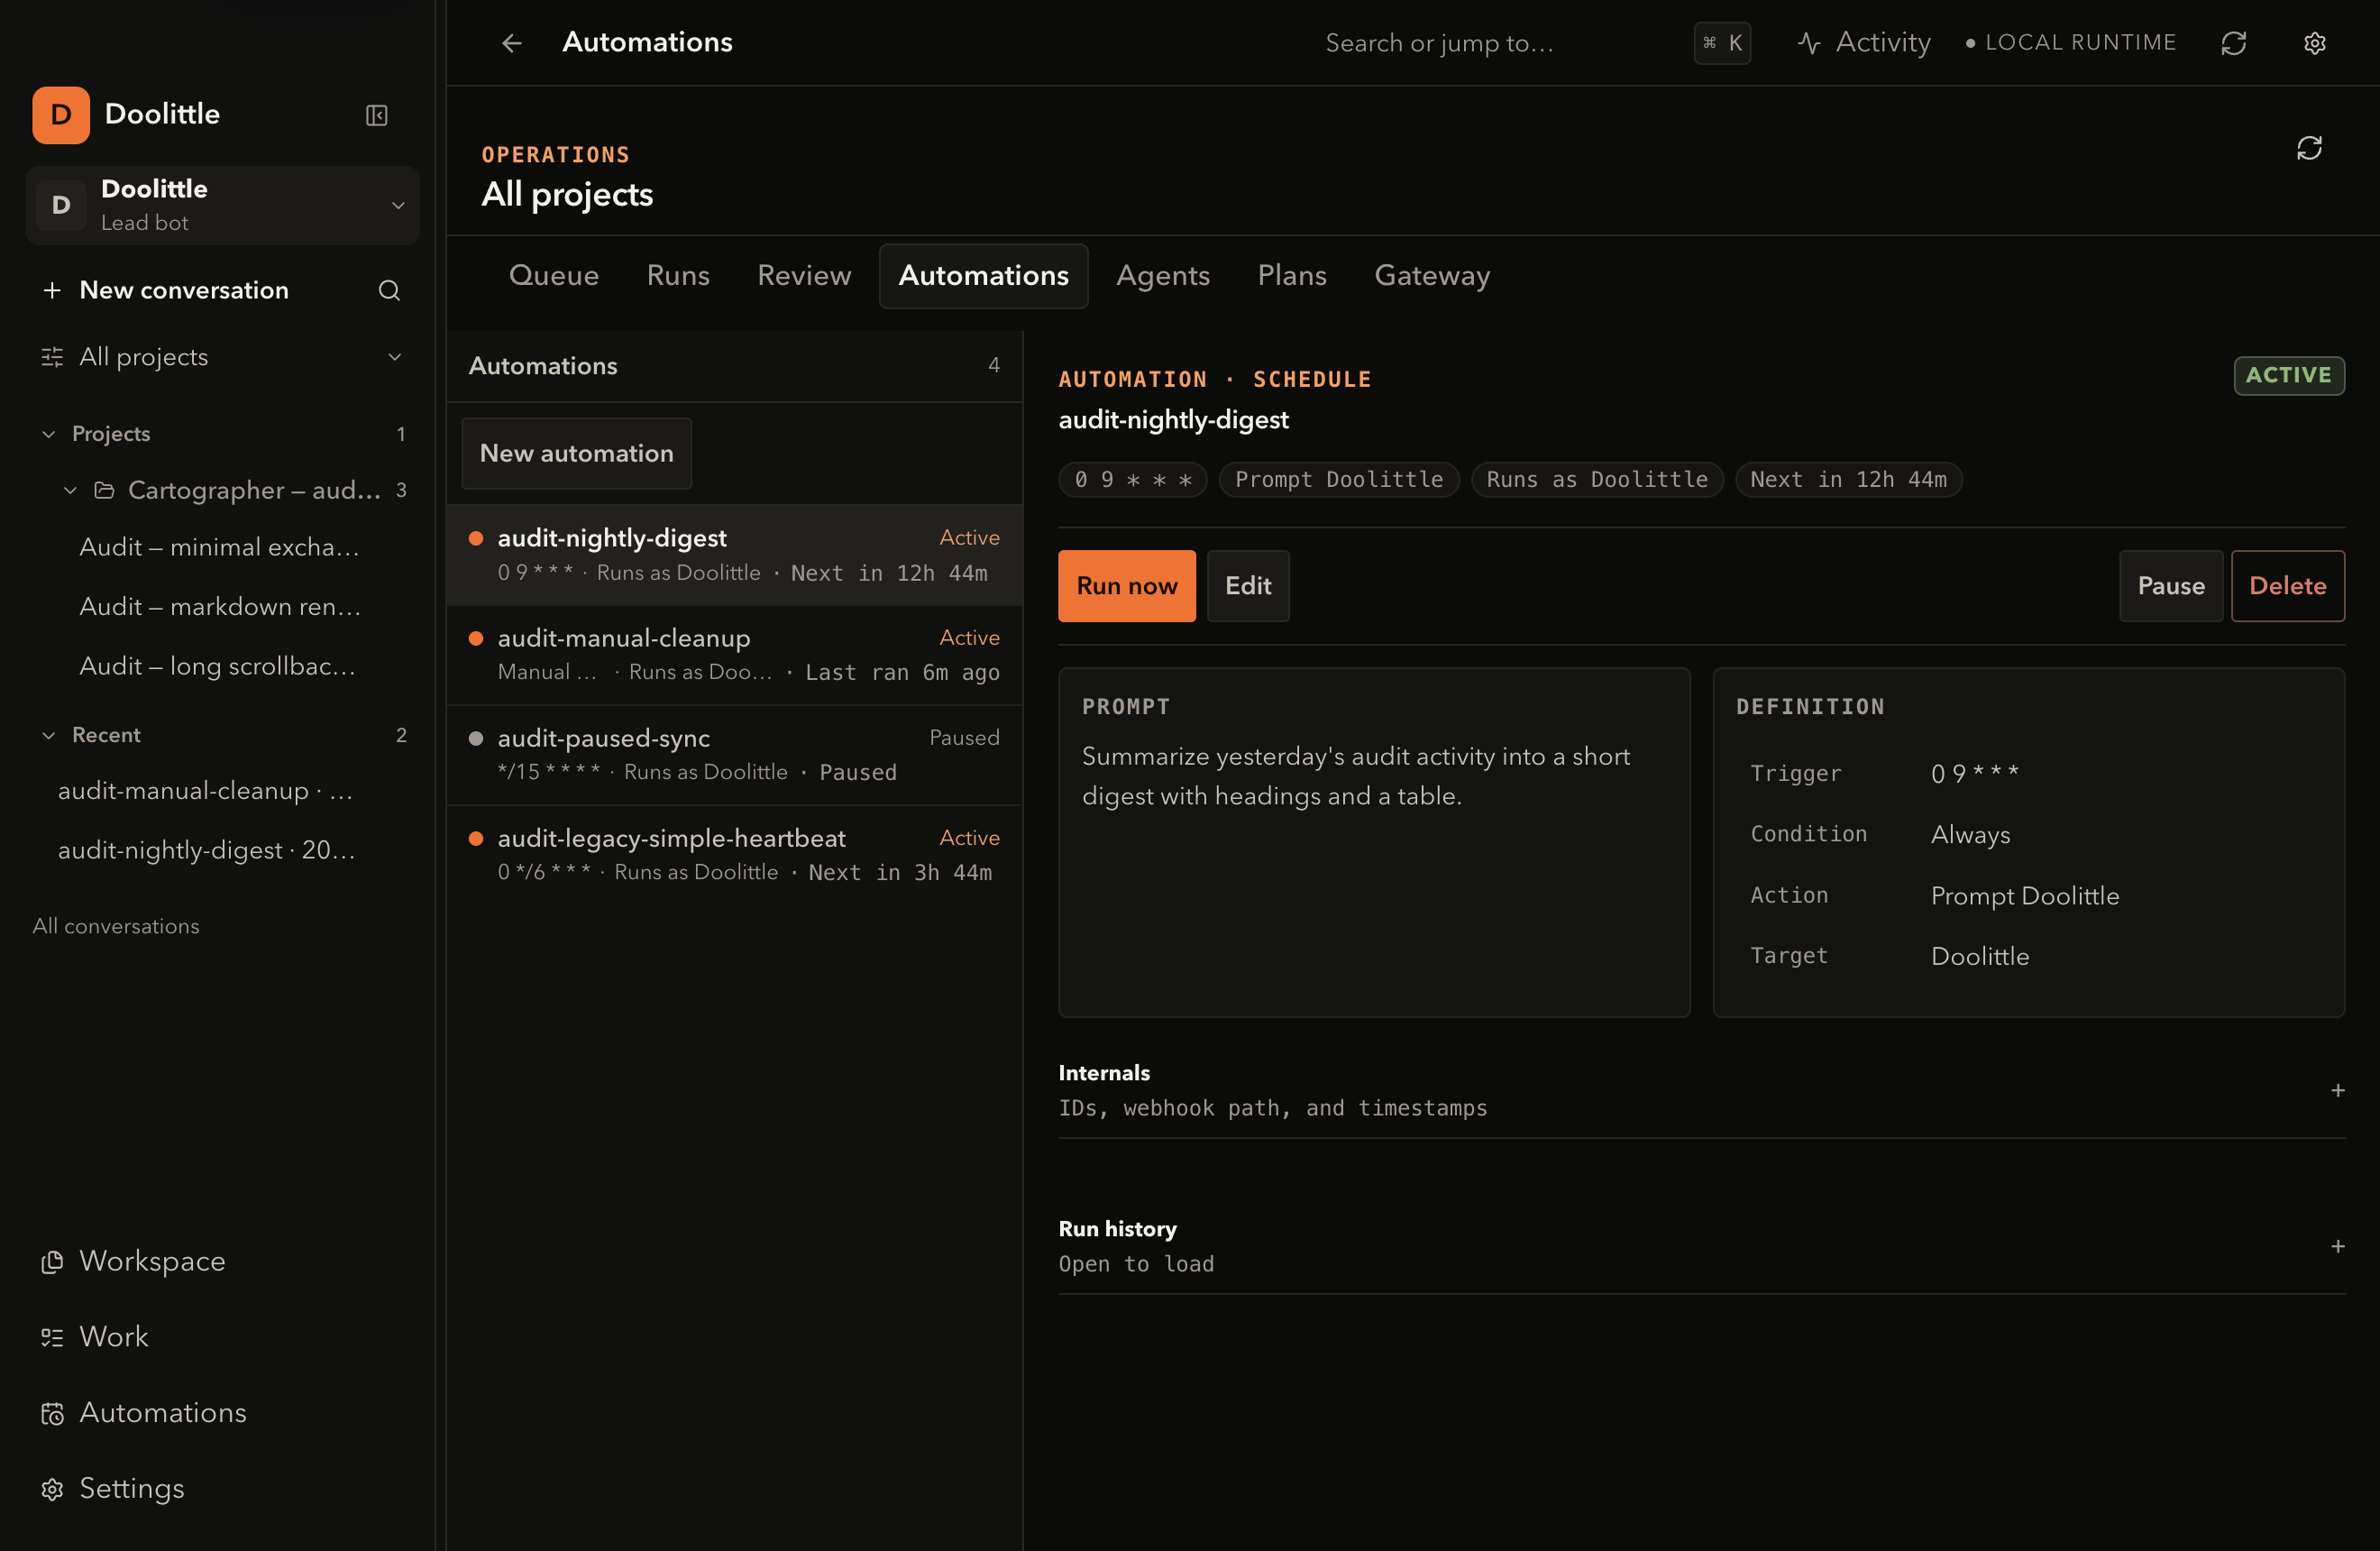 D Doolittle
D Doolittle
Lead bot
+ New conversation
All projects
Projects 1
Cartographer – aud... 3
Audit – minimal excha...
Audit – markdown ren...
Audit – long scrollbac...
Recent 2
audit-manual-cleanup · ...
audit-nightly-digest · 20...
All conversations
Workspace
Work
Automations
Settings
← Automations
Search or jump to... ⌘ K
Activity
• LOCAL RUNTIME
OPERATIONS
All projects
Queue Runs Review Automations Agents Plans Gateway
Automations 4
New automation
audit-nightly-digest Active
0 9 * * * · Runs as Doolittle · Next in 12h 44m
audit-manual-cleanup Active
Manual ... · Runs as Doo... · Last ran 6m ago
audit-paused-sync Paused
*/15 * * * * · Runs as Doolittle · Paused
audit-legacy-simple-heartbeat Active
0 */6 * * * · Runs as Doolittle · Next in 3h 44m
AUTOMATION · SCHEDULE
ACTIVE
audit-nightly-digest
0 9 * * * Prompt Doolittle Runs as Doolittle Next in 12h 44m
Run now Edit Pause Delete
PROMPT
Summarize yesterday's audit activity into a short
digest with headings and a table.
DEFINITION
Trigger 0 9 * * *
Condition Always
Action Prompt Doolittle
Target Doolittle
Internals
IDs, webhook path, and timestamps
+
Run history
Open to load
+